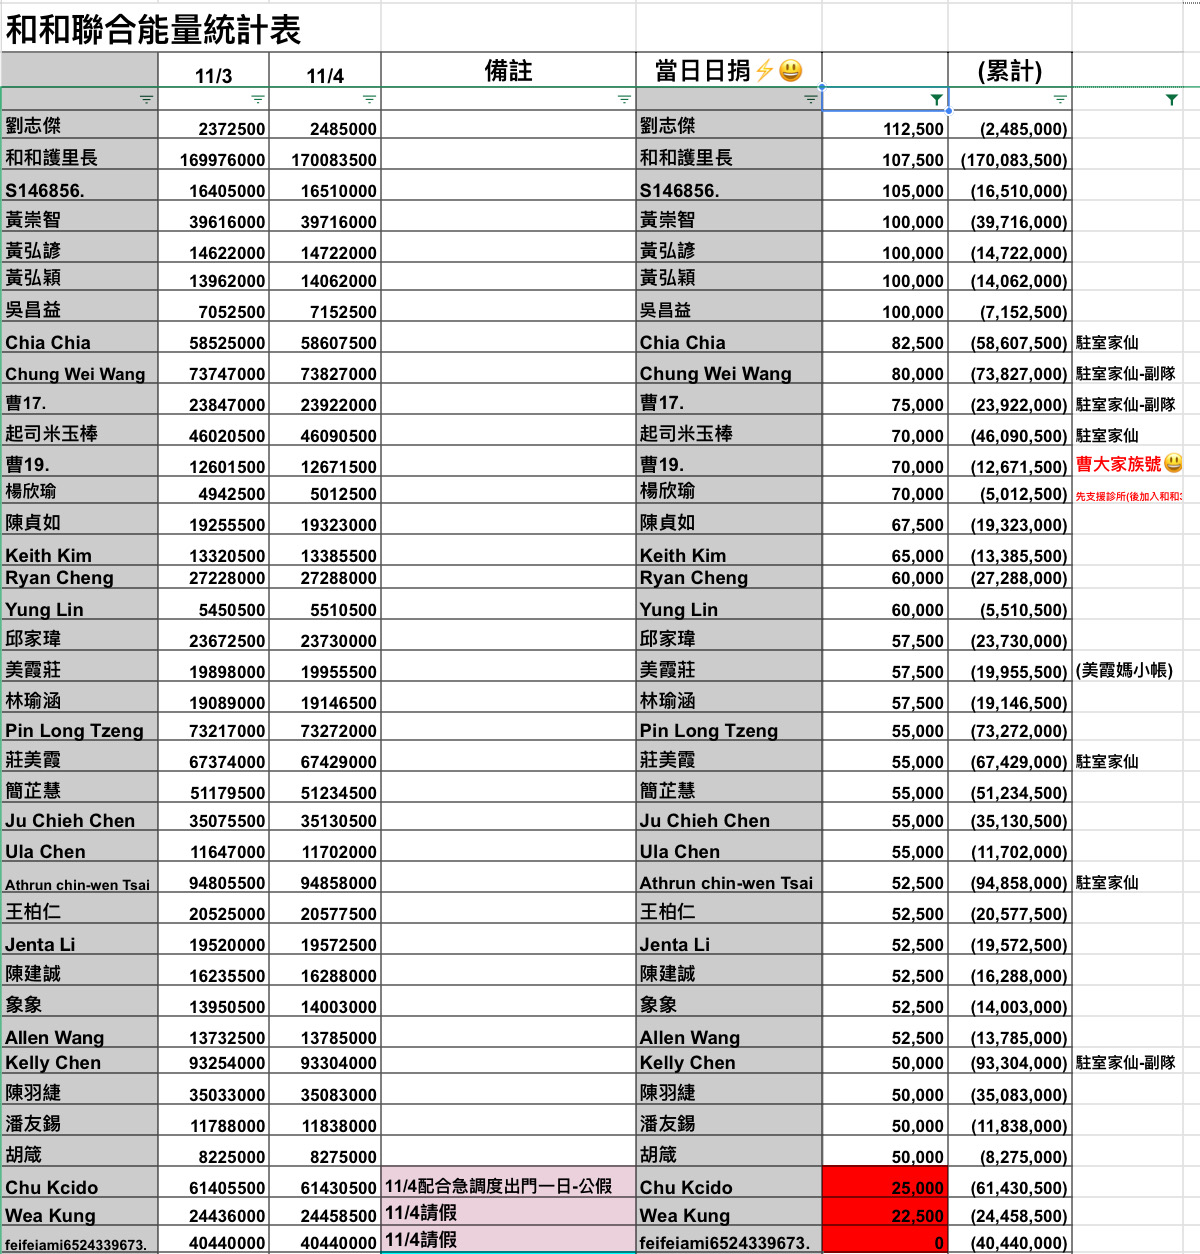 和和聯合能量統計表
11/3 11/4 備註 當日日捐⚡😃 (累計)
劉志傑 2372500 2485000 劉志傑 112,500 (2,485,000)
和和護里長 169976000 170083500 和和護里長 107,500 (170,083,500)
S146856. 16405000 16510000 S146856. 105,000 (16,510,000)
黃崇智 39616000 39716000 黃崇智 100,000 (39,716,000)
黃弘諺 14622000 14722000 黃弘諺 100,000 (14,722,000)
黃弘穎 13962000 14062000 黃弘穎 100,000 (14,062,000)
吳昌益 7052500 7152500 吳昌益 100,000 (7,152,500)
Chia Chia 58525000 58607500 Chia Chia 82,500 (58,607,500) 駐室家仙
Chung Wei Wang 73747000 73827000 Chung Wei Wang 80,000 (73,827,000) 駐室家仙-副隊
曹17. 23847000 23922000 曹17. 75,000 (23,922,000) 駐室家仙-副隊
起司米玉棒 46020500 46090500 起司米玉棒 70,000 (46,090,500) 駐室家仙
曹19. 12601500 12671500 曹19. 70,000 (12,671,500) 曹大家族號😃
楊欣瑜 4942500 5012500 楊欣瑜 70,000 (5,012,500) 先支援診所(後加入和和
陳貞如 19255500 19323000 陳貞如 67,500 (19,323,000)
Keith Kim 13320500 13385500 Keith Kim 65,000 (13,385,500)
Ryan Cheng 27228000 27288000 Ryan Cheng 60,000 (27,288,000)
Yung Lin 5450500 5510500 Yung Lin 60,000 (5,510,500)
邱家瑋 23672500 23730000 邱家瑋 57,500 (23,730,000)
美霞莊 19898000 19955500 美霞莊 57,500 (19,955,500) (美霞媽小帳)
林瑜涵 19089000 19146500 林瑜涵 57,500 (19,146,500)
Pin Long Tzeng 73217000 73272000 Pin Long Tzeng 55,000 (73,272,000)
莊美霞 67374000 67429000 莊美霞 55,000 (67,429,000) 駐室家仙
簡芷慧 51179500 51234500 簡芷慧 55,000 (51,234,500)
Ju Chieh Chen 35075500 35130500 Ju Chieh Chen 55,000 (35,130,500)
Ula Chen 11647000 11702000 Ula Chen 55,000 (11,702,000)
Athrun chin-wen Tsai 94805500 94858000 Athrun chin-wen Tsai 52,500 (94,858,000) 駐室家仙
王柏仁 20525000 20577500 王柏仁 52,500 (20,577,500)
Jenta Li 19520000 19572500 Jenta Li 52,500 (19,572,500)
陳建誠 16235500 16288000 陳建誠 52,500 (16,288,000)
象象 13950500 14003000 象象 52,500 (14,003,000)
Allen Wang 13732500 13785000 Allen Wang 52,500 (13,785,000)
Kelly Chen 93254000 93304000 Kelly Chen 50,000 (93,304,000) 駐室家仙-副隊
陳羽緁 35033000 35083000 陳羽緁 50,000 (35,083,000)
潘友錫 11788000 11838000 潘友錫 50,000 (11,838,000)
胡箴 8225000 8275000 胡箴 50,000 (8,275,000)
Chu Kcido 61405500 61430500 11/4配合急調度出門一日-公假 Chu Kcido 25,000 (61,430,500)
Wea Kung 24436000 24458500 11/4請假 Wea Kung 22,500 (24,458,500)
feifeiami6524339673. 40440000 40440000 11/4請假 feifeiami6524339673. 0 (40,440,000)